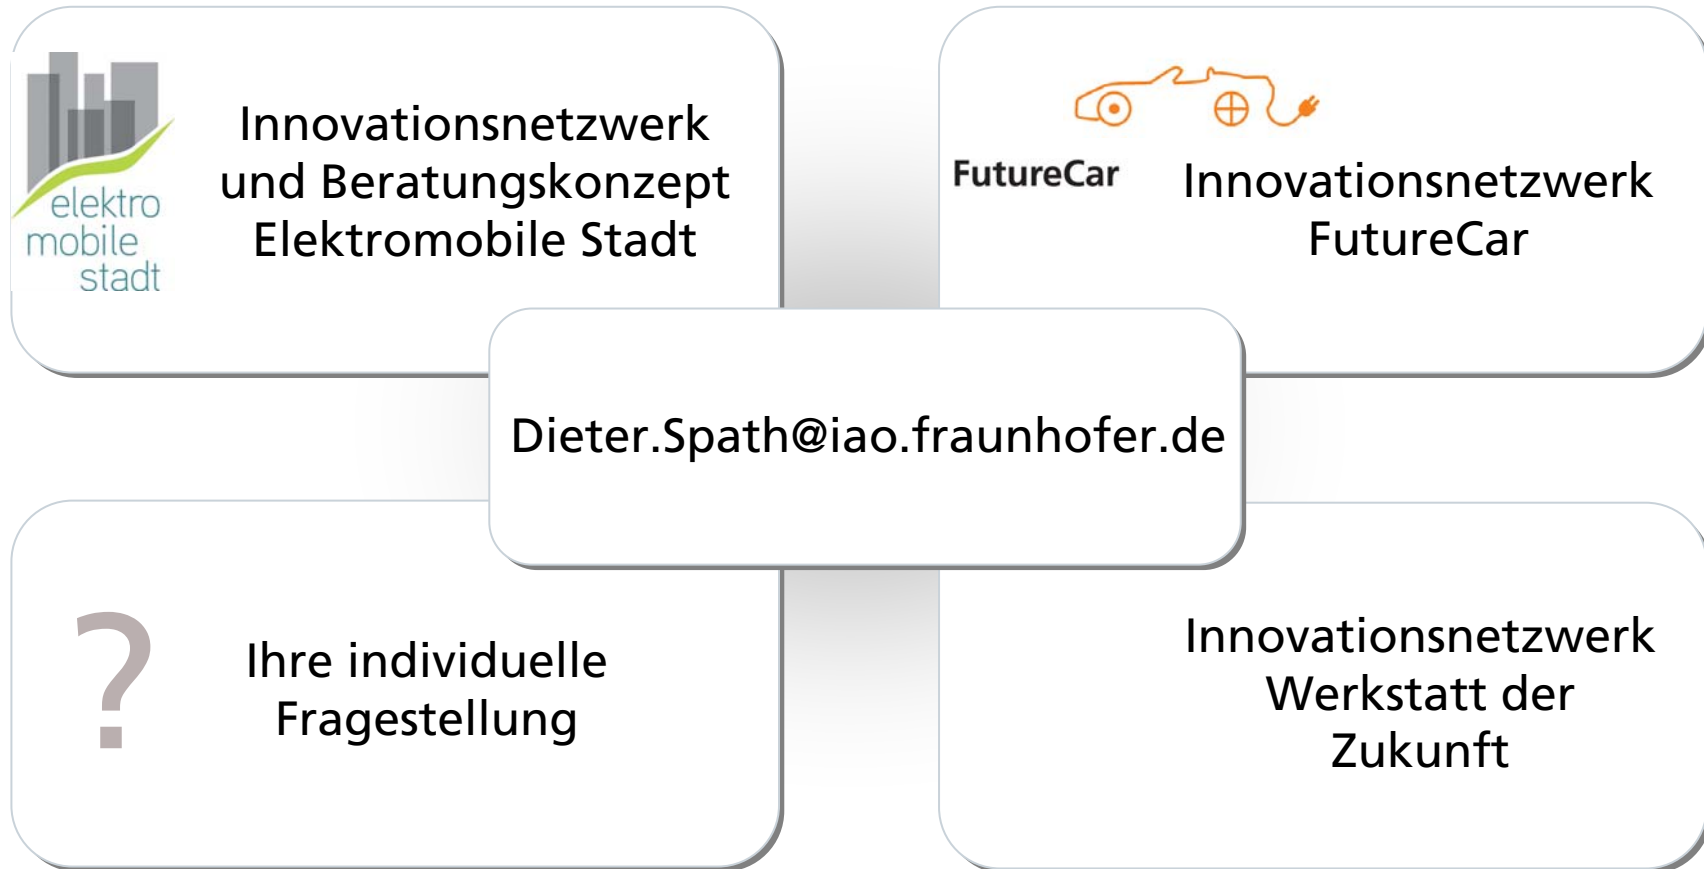 elektro
mobile
stadt
Innovationsnetzwerk
und Beratungskonzept
Elektromobile Stadt
FutureCar
Innovationsnetzwerk
FutureCar
Dieter.Spath@iao.fraunhofer.de
?
Ihre individuelle
Fragestellung
Innovationsnetzwerk
Werkstatt der
Zukunft